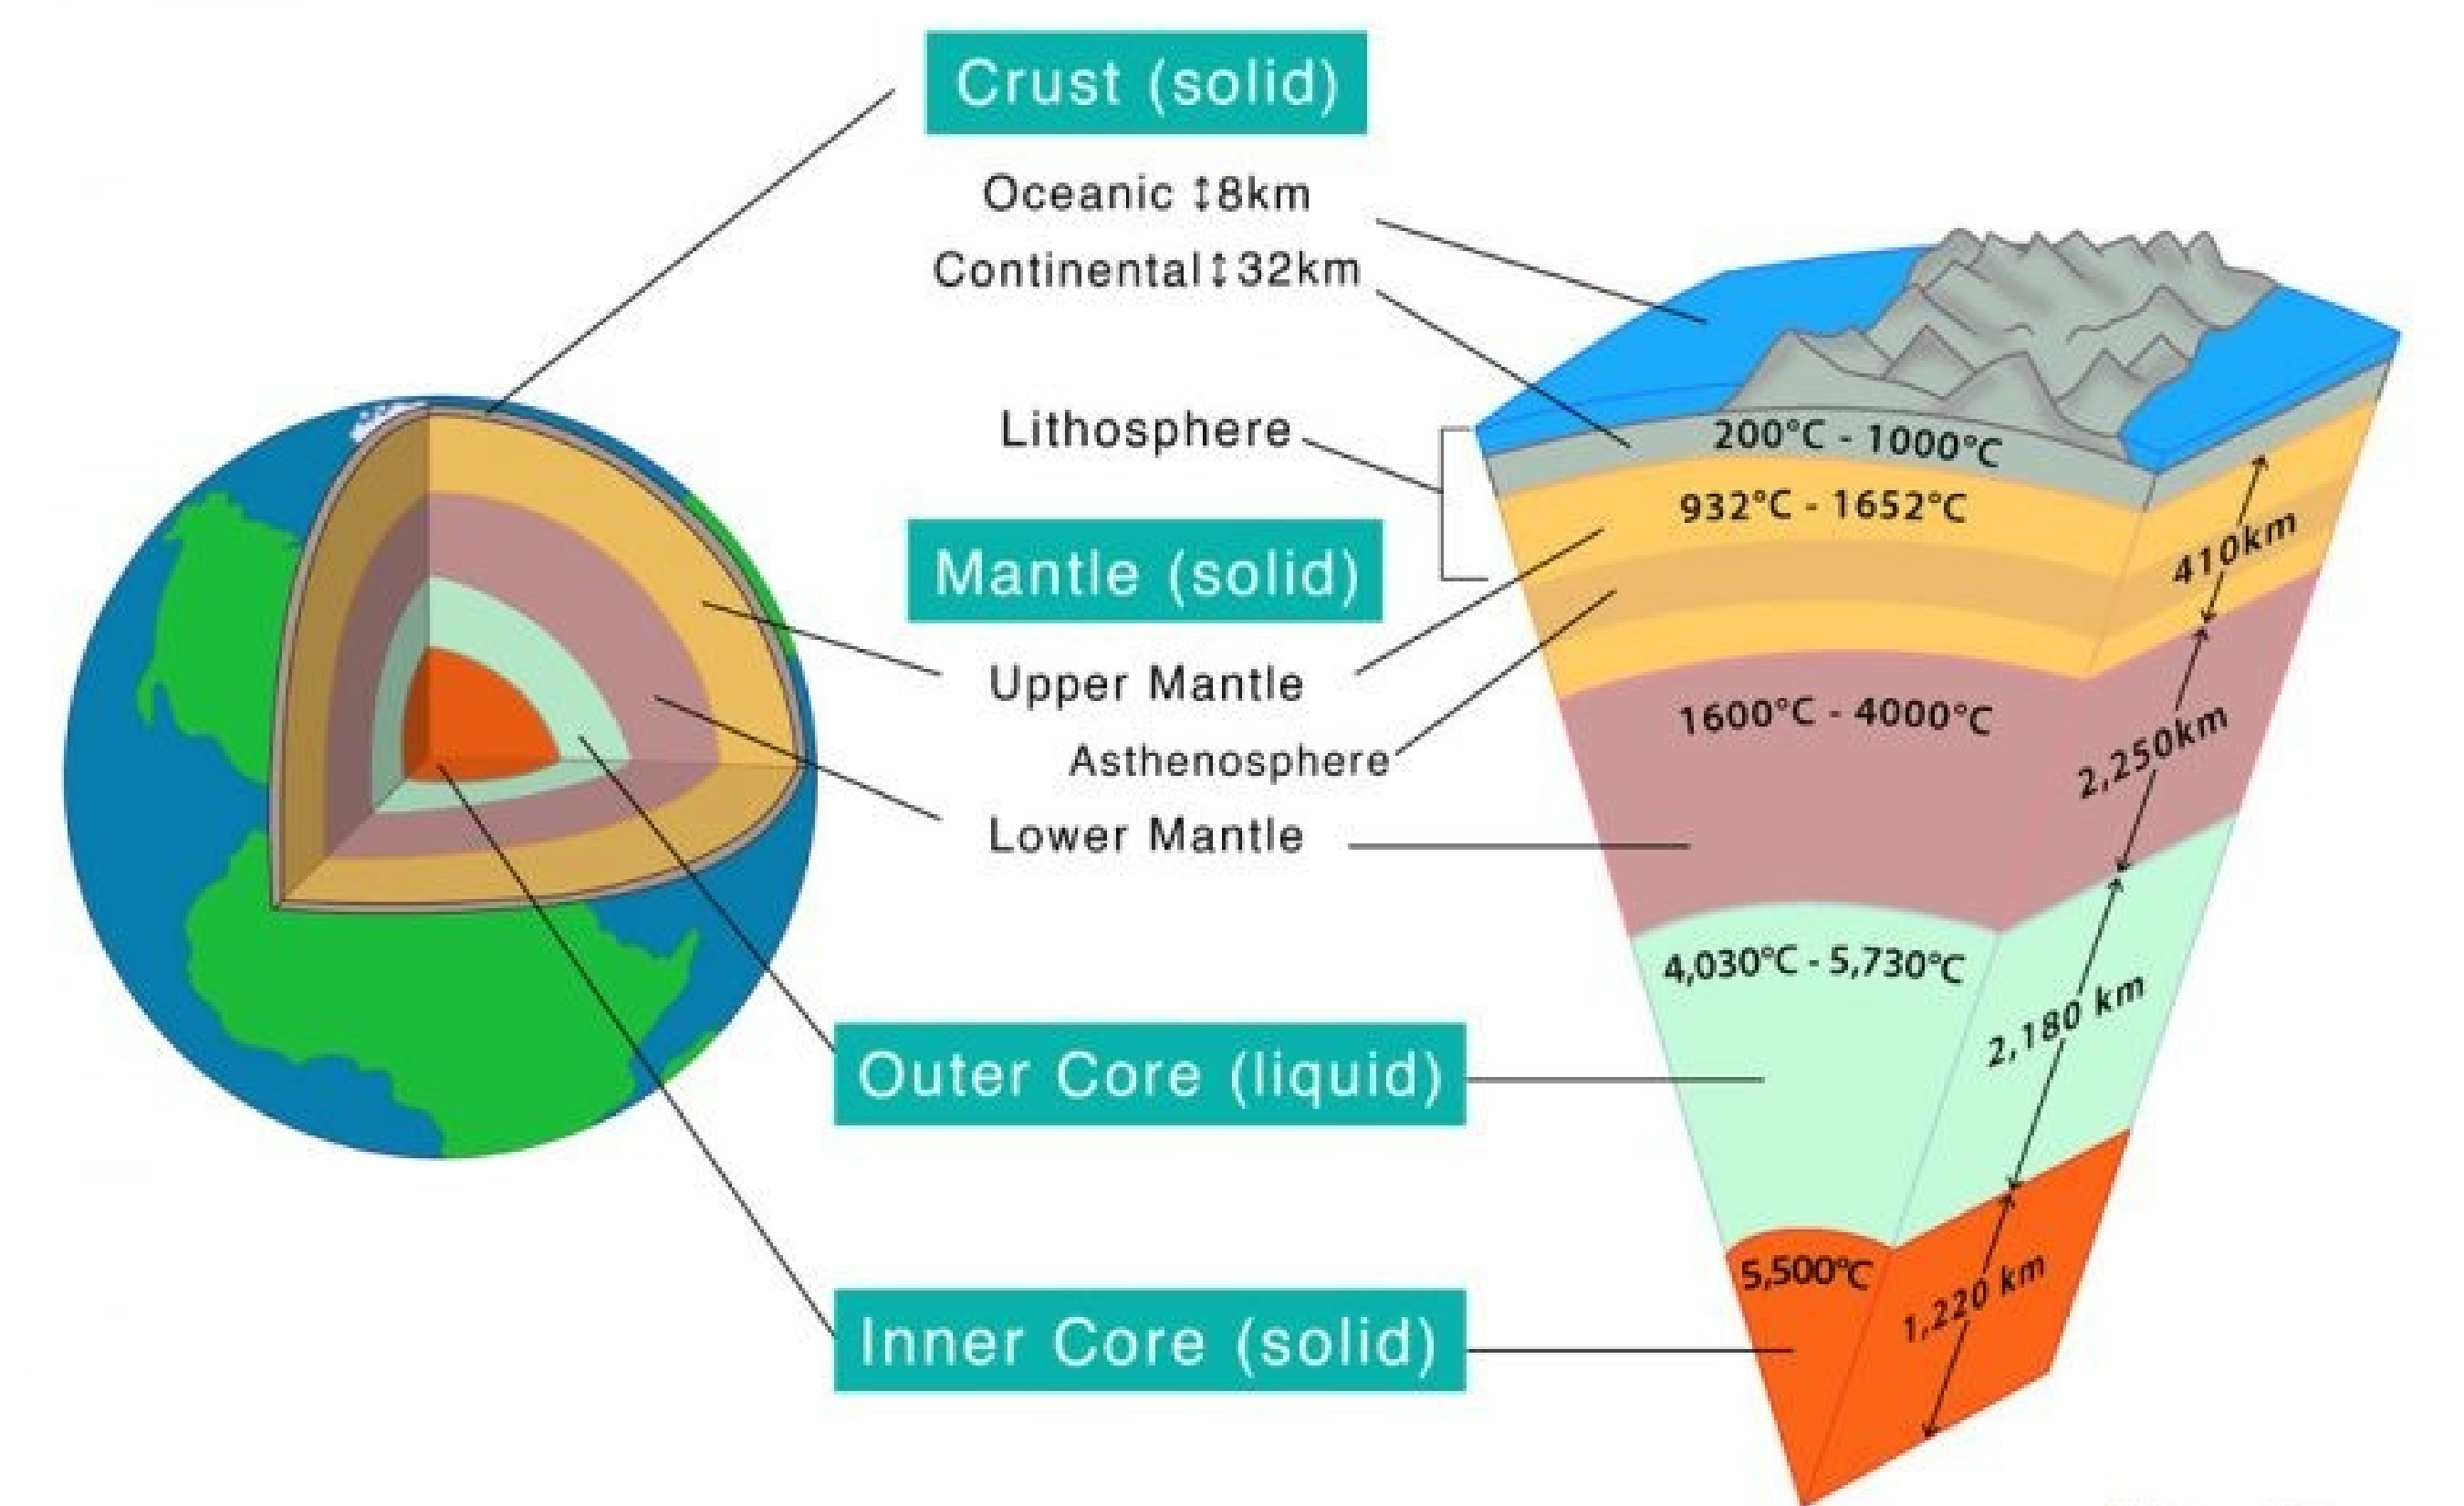 Crust (solid)
Oceanic ↕8km
Continental↕32km
Lithosphere
Mantle (solid)
Upper Mantle
Asthenosphere
Lower Mantle
Outer Core (liquid)
Inner Core (solid)
200°C - 1000°C
932°C - 1652°C
410km
1600°C - 4000°C
2,250km
4,030°C - 5,730°C
2,180 km
5,500°C
1,220 km